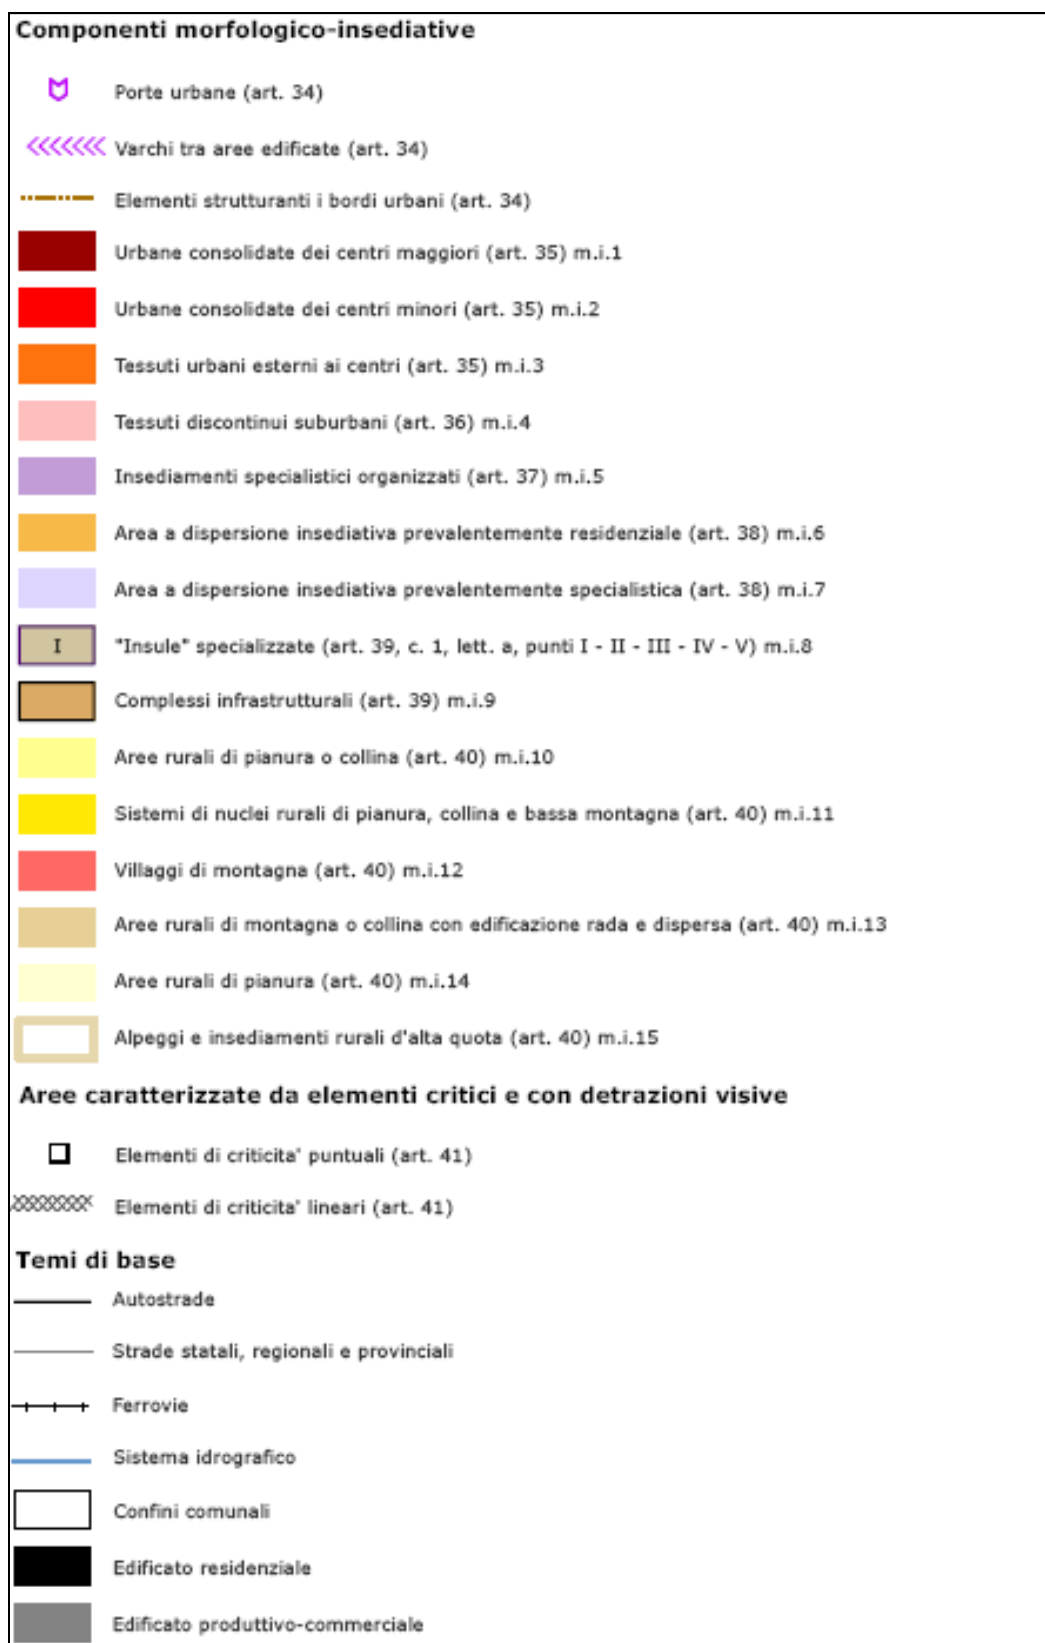 Componenti morfologico-insediative
Porte urbane (art. 34)
Varchi tra aree edificate (art. 34)
Elementi strutturanti i bordi urbani (art. 34)
Urbane consolidate dei centri maggiori (art. 35) m.i.1
Urbane consolidate dei centri minori (art. 35) m.i.2
Tessuti urbani esterni ai centri (art. 35) m.i.3
Tessuti discontinui suburbani (art. 36) m.i.4
Insediamenti specialistici organizzati (art. 37) m.i.5
Area a dispersione insediativa prevalentemente residenziale (art. 38) m.i.6
Area a dispersione insediativa prevalentemente specialistica (art. 38) m.i.7
I "Insule" specializzate (art. 39, c. 1, lett. a, punti I - II - III - IV - V) m.i.8
Complessi infrastrutturali (art. 39) m.i.9
Aree rurali di pianura o collina (art. 40) m.i.10
Sistemi di nuclei rurali di pianura, collina e bassa montagna (art. 40) m.i.11
Villaggi di montagna (art. 40) m.i.12
Aree rurali di montagna o collina con edificazione rada e dispersa (art. 40) m.i.13
Aree rurali di pianura (art. 40) m.i.14
Alpeggi e insediamenti rurali d'alta quota (art. 40) m.i.15
Aree caratterizzate da elementi critici e con detrazioni visive
Elementi di criticita' puntuali (art. 41)
Elementi di criticita' lineari (art. 41)
Temi di base
Autostrade
Strade statali, regionali e provinciali
Ferrovie
Sistema idrografico
Confini comunali
Edificato residenziale
Edificato produttivo-commerciale